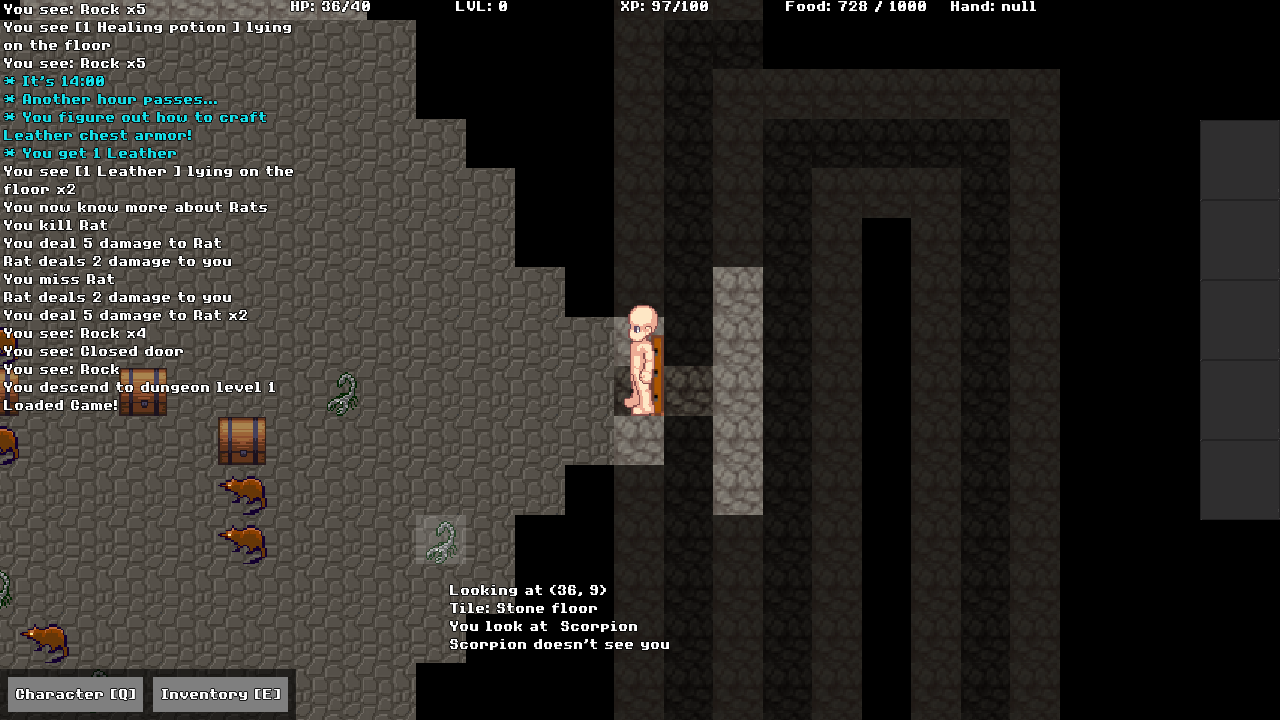 You see: Rock x5
HP: 36/40
LVL: 0
XP: 97/100
Food: 728 / 1000
Hand: null
You see [1 Healing potion ] lying
on the floor
You see: Rock x5
* It's 14:00
* Another hour passes...
* You figure out how to craft
Leather chest armor!
* You get 1 Leather
You see [1 Leather ] lying on the
floor x2
You now know more about Rats
You kill Rat
You deal 5 damage to Rat
Rat deals 2 damage to you
You miss Rat
Rat deals 2 damage to you
You deal 5 damage to Rat x2
You see: Rock x4
You see: Closed door
You see: Rock
You descend to dungeon level 1
Loaded Game!
Looking at (36, 9)
Tile: Stone floor
You look at  Scorpion
Scorpion doesn't see you
Character [Q]
Inventory [E]